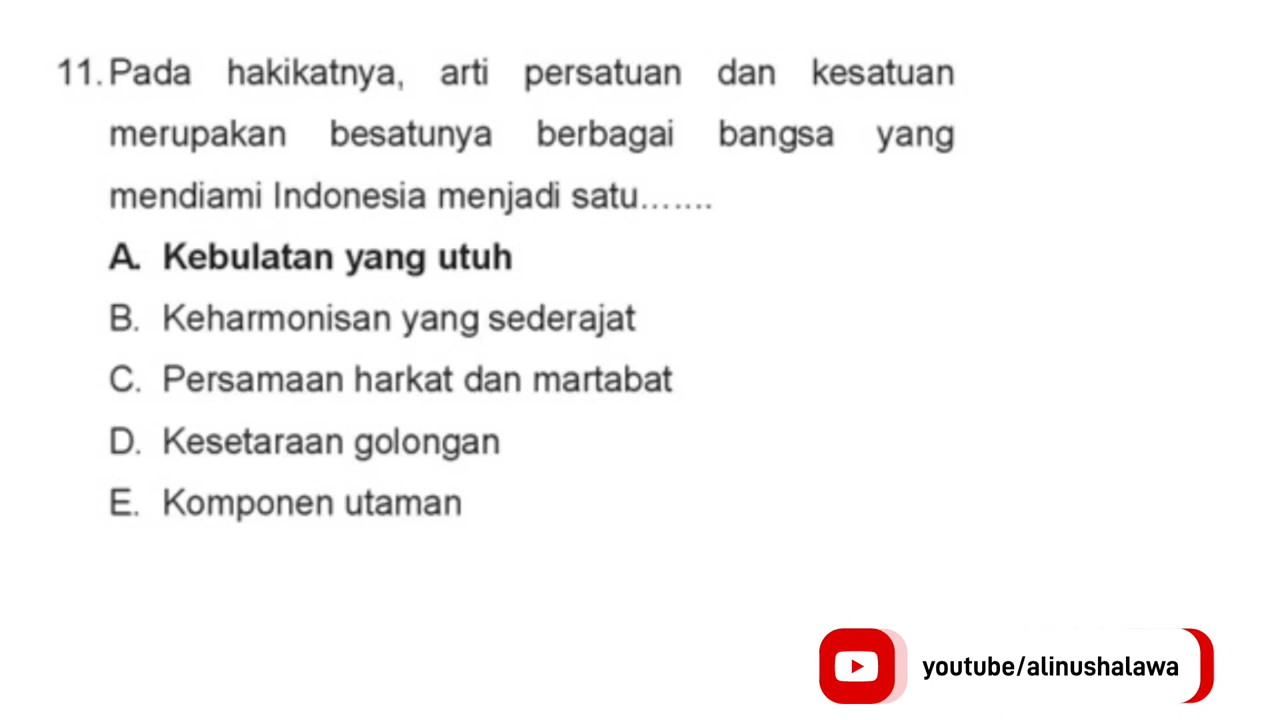 11. Pada hakikatnya, arti persatuan dan kesatuan
merupakan besatunya berbagai bangsa yang
mendiami Indonesia menjadi satu.......
A. Kebulatan yang utuh
B. Keharmonisan yang sederajat
C. Persamaan harkat dan martabat
D. Kesetaraan golongan
E. Komponen utaman
youtube/alinushalawa